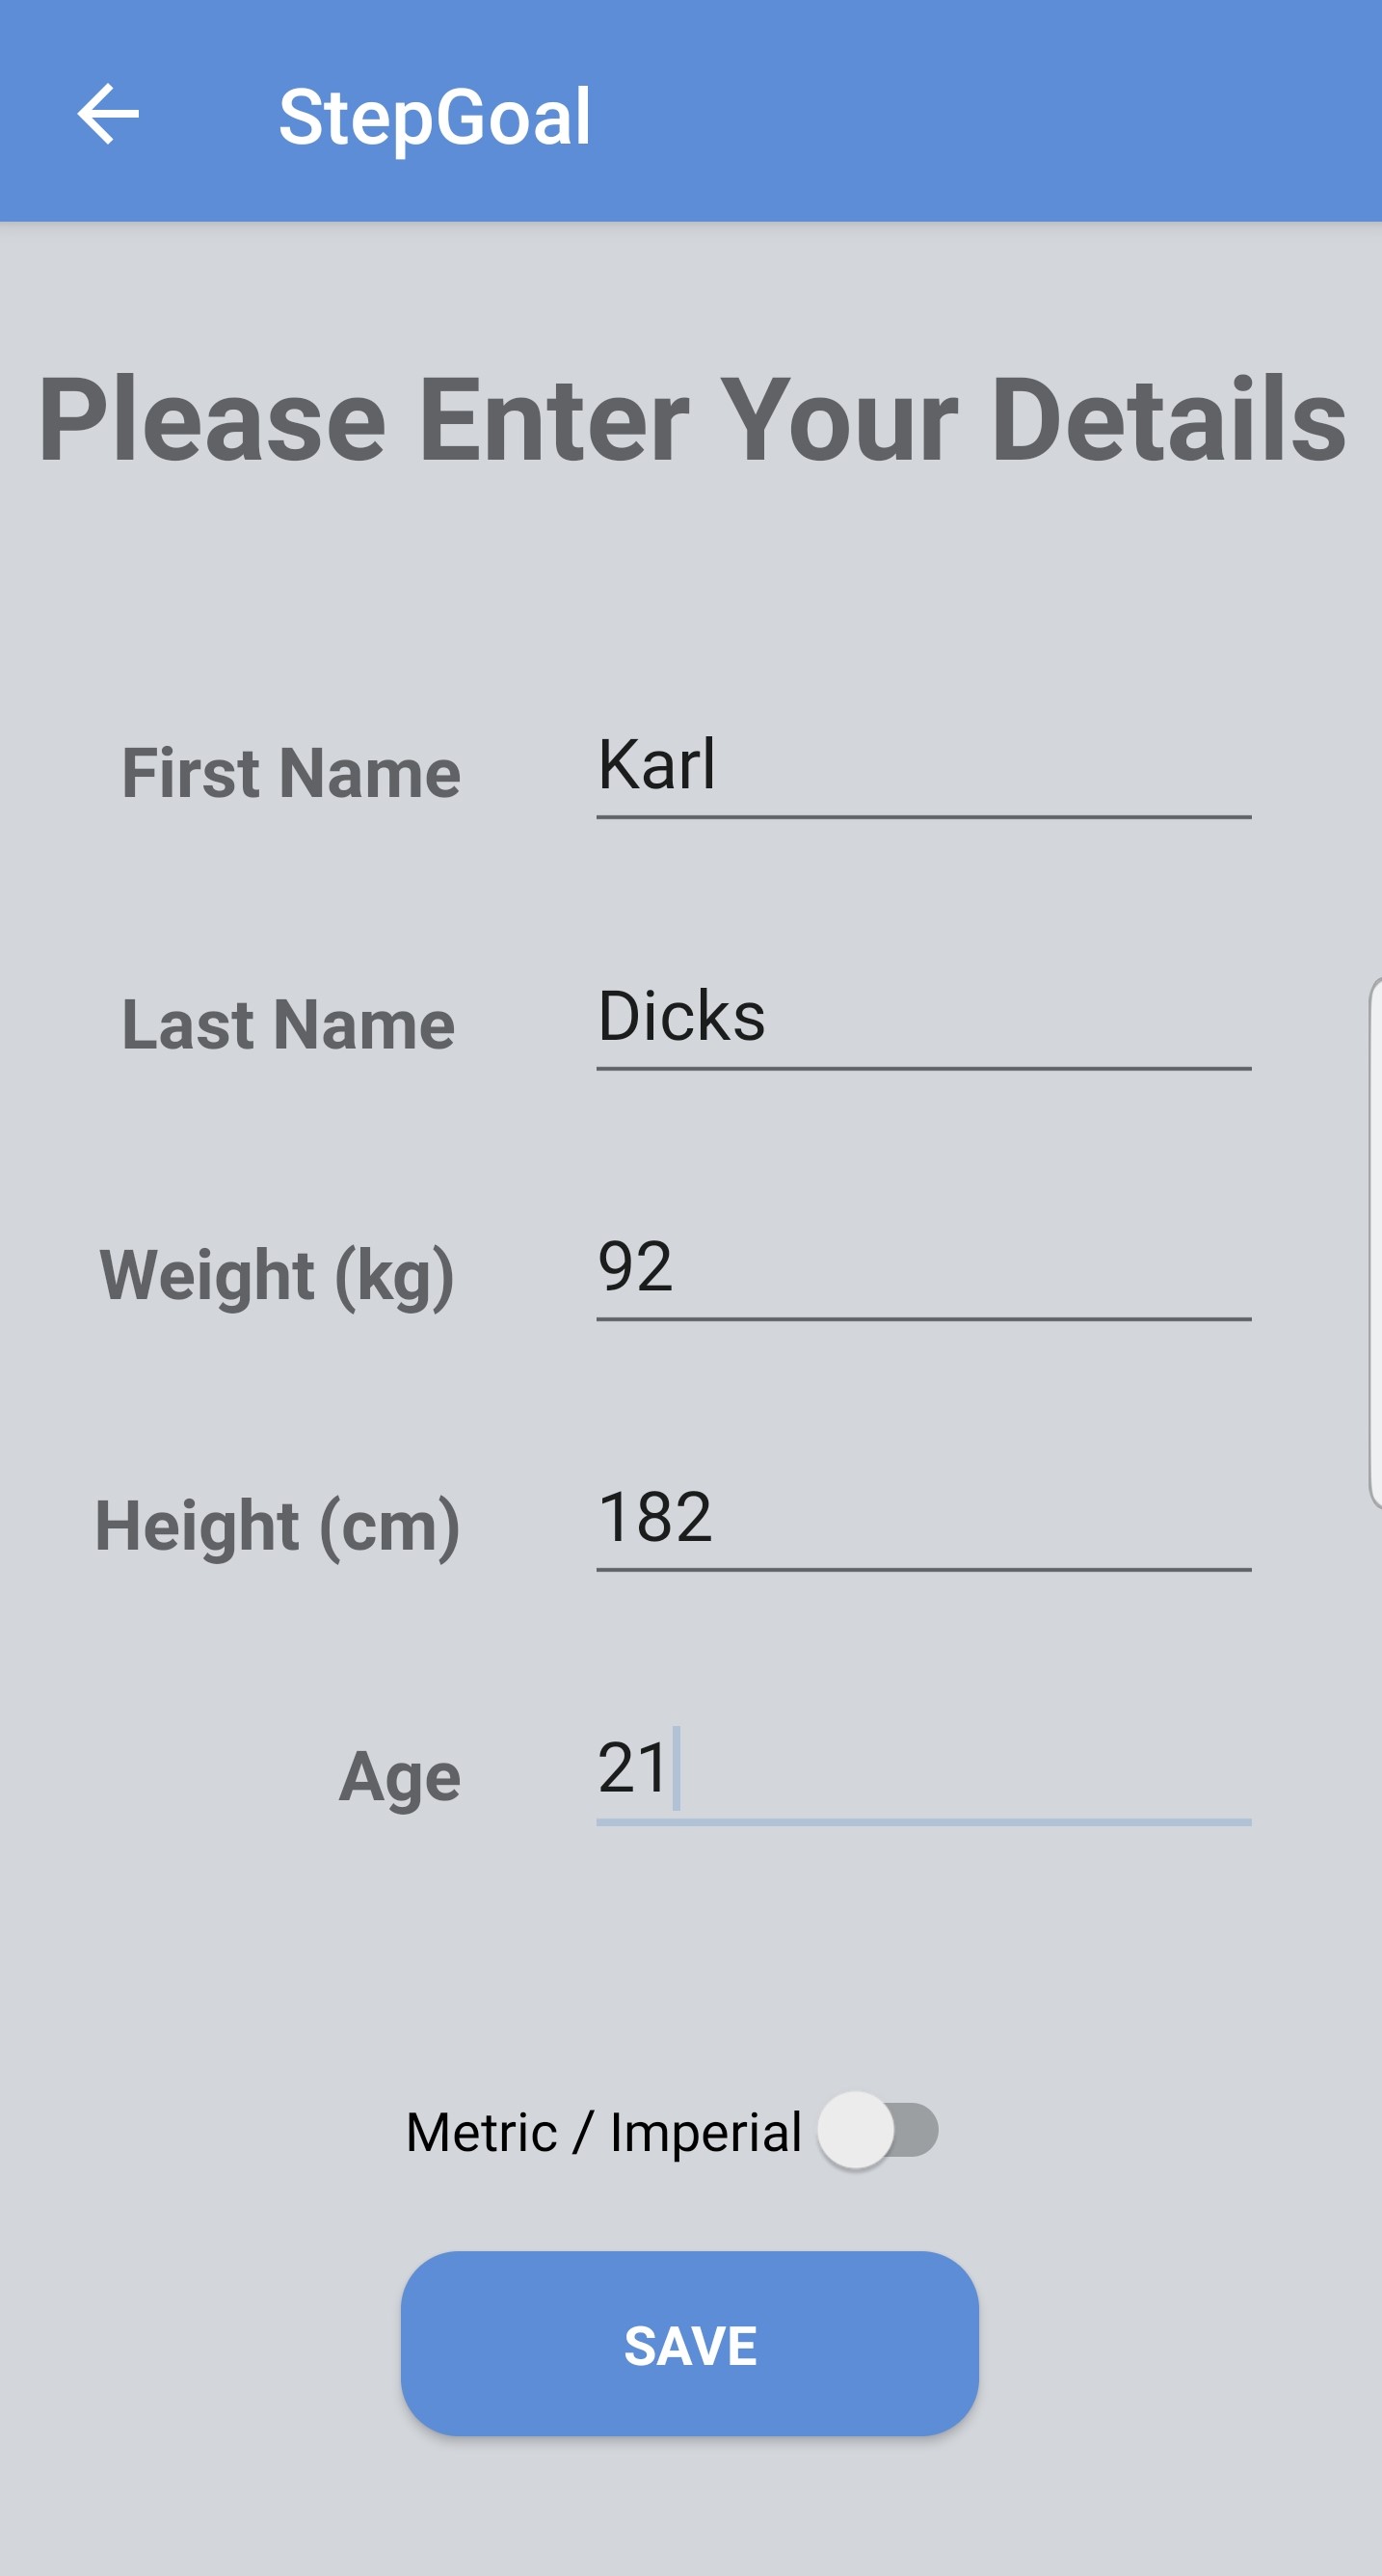 StepGoal
Please Enter Your Details
First Name Karl
Last Name Dicks
Weight (kg) 92
Height (cm) 182
Age 21
Metric / Imperial
SAVE